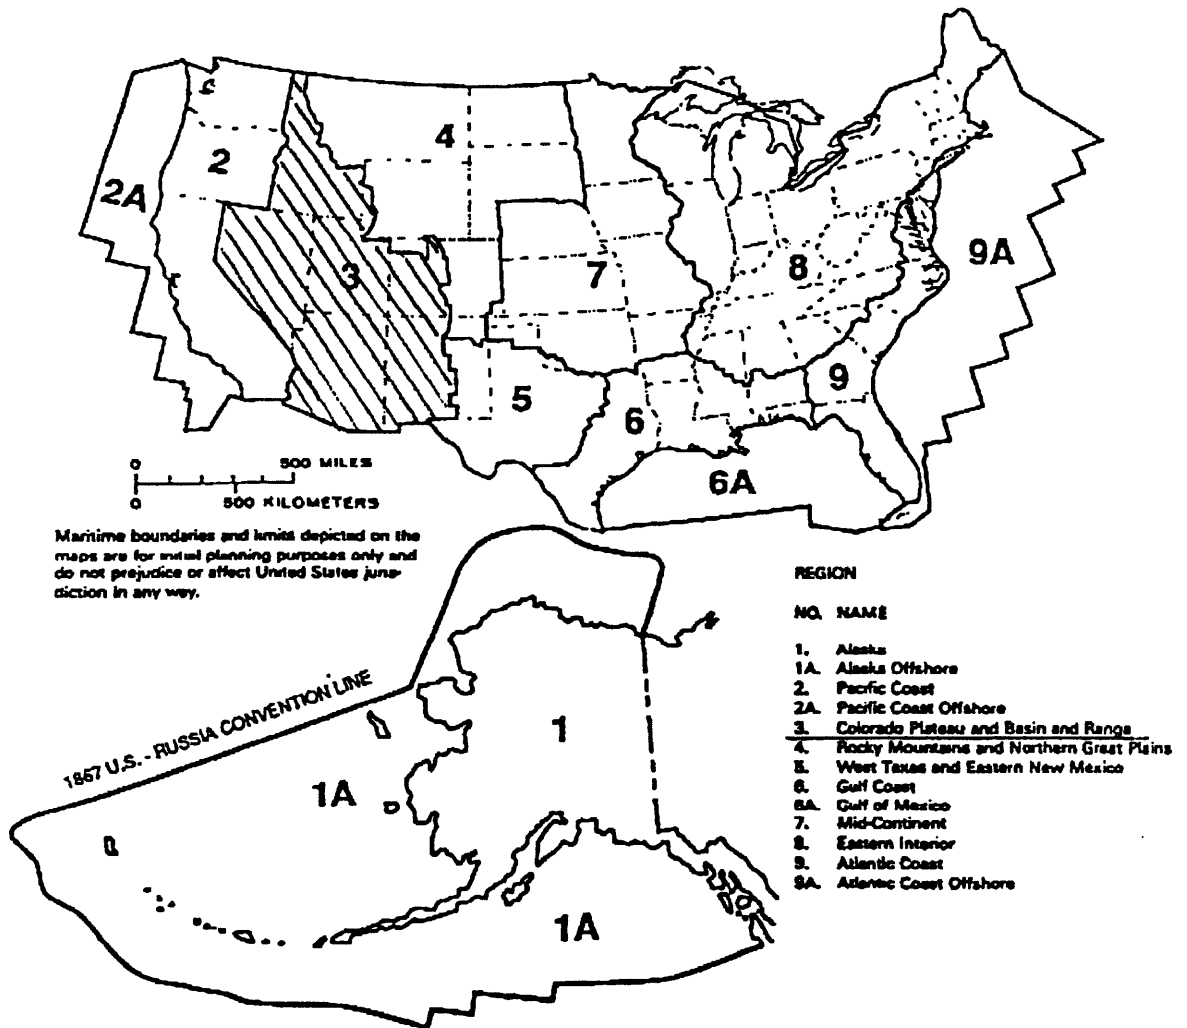 4
2
2A
3
7
8
9A
5
6
9
6A
0 500 MILES
0 500 KILOMETERS
Maritime boundaries and limits depicted on the
maps are for initial planning purposes only and
do not prejudice or affect United States juris-
diction in any way.
1867 U.S. - RUSSIA CONVENTION LINE
1
1A
1A
REGION
NO. NAME
1. Alaska
1A. Alaska Offshore
2. Pacific Coast
2A. Pacific Coast Offshore
3. Colorado Plateau and Basin and Range
4. Rocky Mountains and Northern Great Plains
5. West Texas and Eastern New Mexico
6. Gulf Coast
6A. Gulf of Mexico
7. Mid-Continent
8. Eastern Interior
9. Atlantic Coast
9A. Atlantic Coast Offshore